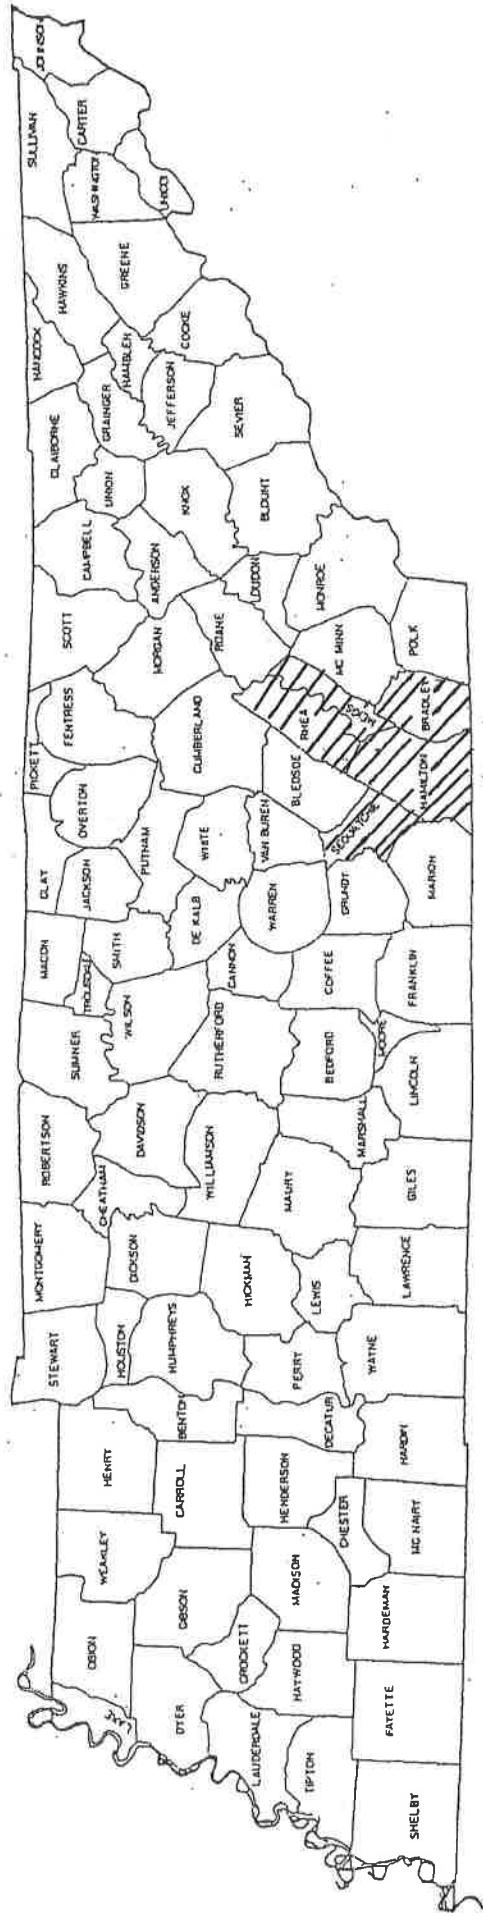 JOHNSON
SULLIVAN
CARTER
WASHINGTON
UNICOI
HAWKINS
GREENE
HANCOCK
HAMBLEN
COCKE
GRAINGER
JEFFERSON
CLAIBORNE
SEVIER
UNION
KNOX
BLOUNT
CAMPBELL
ANDERSON
LOUDON
MONROE
SCOTT
MORGAN
ROANE
MC MINN
POLK
PICKETT
FENTRESS
CUMBERLAND
RHEA
MEIGS
BRADLEY
OVERTON
BLEDSOE
HAMILTON
CLAY
JACKSON
PUTNAM
WHITE
VAN BUREN
SEQUATCHIE
MACON
SMITH
DE KALB
WARREN
GRUNDY
MARION
TROUSDALE
CANNON
COFFEE
FRANKLIN
SUMNER
WILSON
RUTHERFORD
BEDFORD
MOORE
LINCOLN
ROBERTSON
DAVIDSON
WILLIAMSON
MARSHALL
CHEATHAM
MAURY
GILES
MONTGOMERY
DICKSON
HICKMAN
LEWIS
LAWRENCE
STEWART
HOUSTON
HUMPHREYS
PERRY
WAYNE
BENTON
DECATUR
HARDIN
HENRY
CARROLL
HENDERSON
CHESTER
MC NAIRY
WEAKLEY
MADISON
HARDEMAN
OBION
GIBSON
CROCKETT
HAYWOOD
FAYETTE
LAKE
DYER
LAUDERDALE
TIPTON
SHELBY